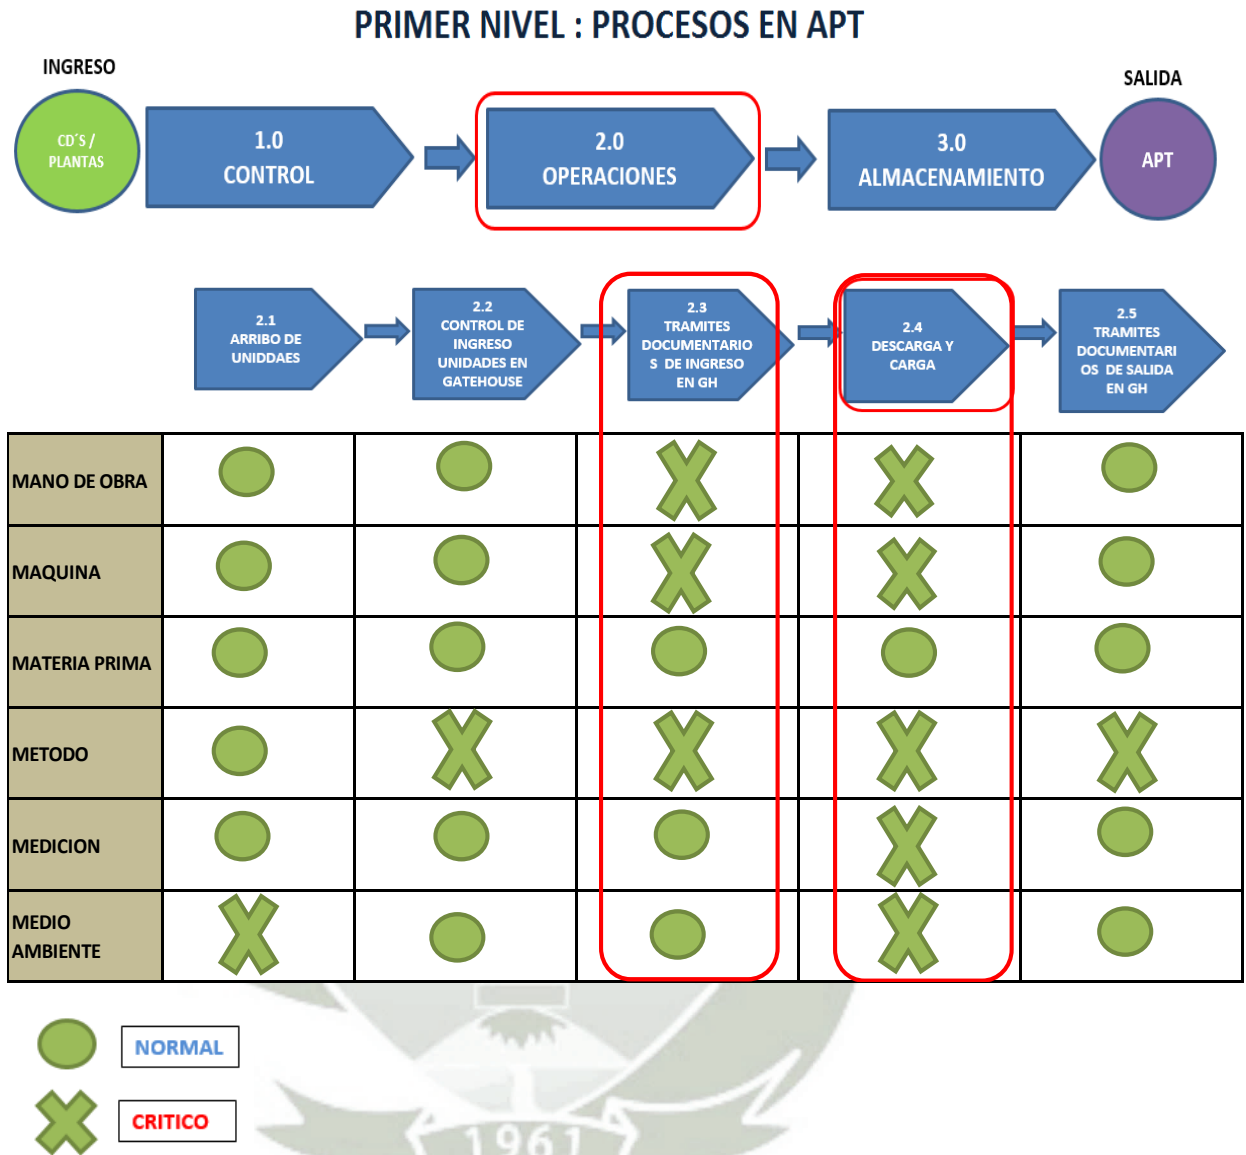 PRIMER NIVEL : PROCESOS EN APT
INGRESO
SALIDA
CD´S /
PLANTAS
1.0
CONTROL
2.0
OPERACIONES
3.0
ALMACENAMIENTO
APT
2.1
ARRIBO DE
UNIDDAES
2.2
CONTROL DE
INGRESO
UNIDADES EN
GATEHOUSE
2.3
TRAMITES
DOCUMENTARIO
S DE INGRESO
EN GH
2.4
DESCARGA Y
CARGA
2.5
TRAMITES
DOCUMENTARI
OS DE SALIDA
EN GH
MANO DE OBRA
MAQUINA
MATERIA PRIMA
METODO
MEDICION
MEDIO
AMBIENTE
NORMAL
CRITICO
1961